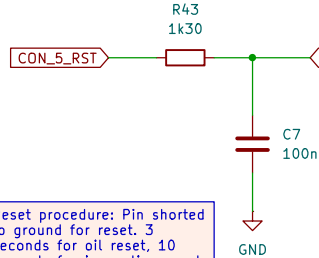 R43
1k30
CON_5_RST
C7
100n
GND
eset procedure: Pin shorted
o ground for reset. 3
econds for oil reset, 10